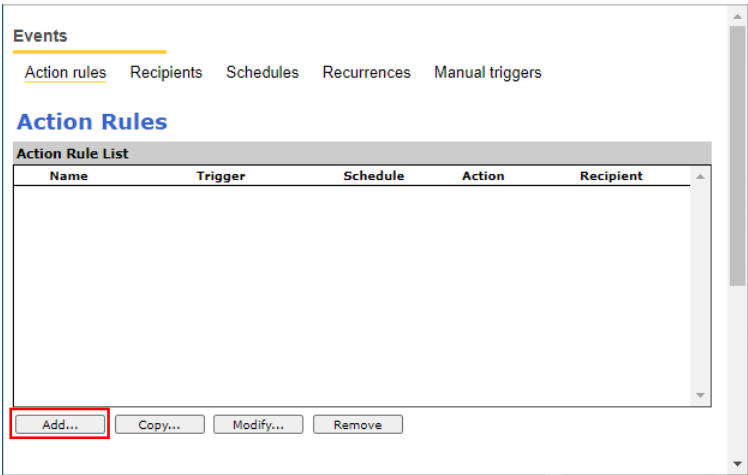 Events
Action rules Recipients Schedules Recurrences Manual triggers
Action Rules
Action Rule List
Name Trigger Schedule Action Recipient
Add... Copy... Modify... Remove